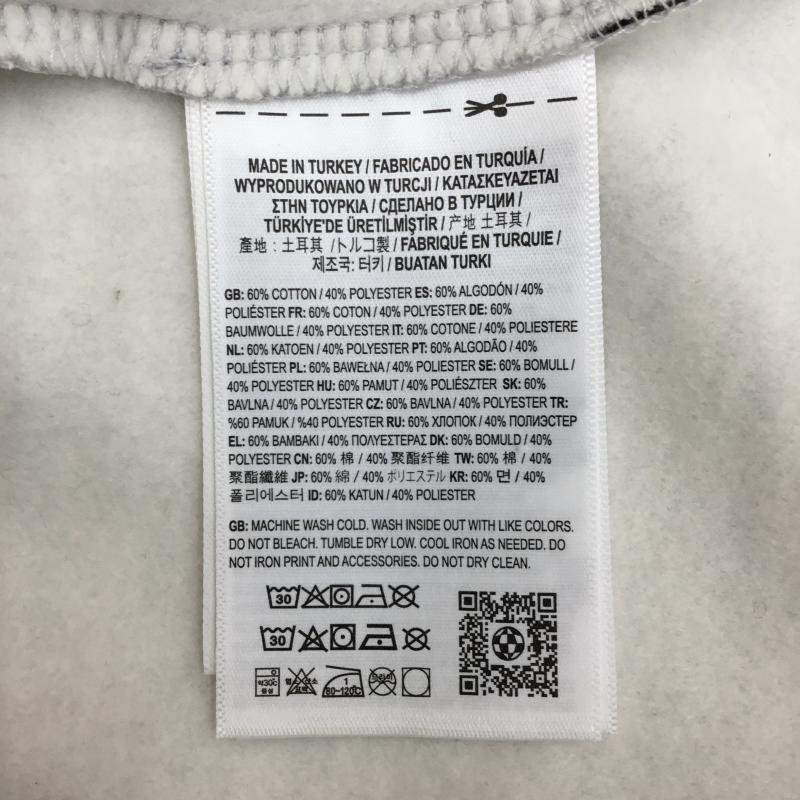 MADE IN TURKEY / FABRICADO EN TURQUÍA /
WYPRODUKOWANO W TURCJI / ΚΑΤΑΣΚΕΥΑΖΕΤΑΙ
ΣΤΗΝ ΤΟΥΡΚΙΑ / СДЕЛАНО В ТУРЦИИ /
TÜRKİYE'DE ÜRETİLMİŞTİR / 产地 土耳其 /
產地 : 土耳其 / トルコ製 / FABRIQUÉ EN TURQUIE /
제조국: 터키 / BUATAN TURKI
GB: 60% COTTON / 40% POLYESTER ES: 60% ALGODÓN / 40%
POLIÉSTER FR: 60% COTON / 40% POLYESTER DE: 60%
BAUMWOLLE / 40% POLYESTER IT: 60% COTONE / 40% POLIESTERE
NL: 60% KATOEN / 40% POLYESTER PT: 60% ALGODÃO / 40%
POLIÉSTER PL: 60% BAWEŁNA / 40% POLIESTER SE: 60% BOMULL /
40% POLYESTER HU: 60% PAMUT / 40% POLIÉSZTER SK: 60%
BAVLNA / 40% POLYESTER CZ: 60% BAVLNA / 40% POLYESTER TR:
%60 PAMUK / %40 POLYESTER RU: 60% ХЛОПОК / 40% ПОЛИЭСТЕР
EL: 60% ΒΑΜΒΑΚΙ / 40% ΠΟΛΥΕΣΤΕΡΑΣ DK: 60% BOMULD / 40%
POLYESTER CN: 60% 棉 / 40% 聚酯纤维 TW: 60% 棉 / 40%
聚酯纖維 JP: 60% 綿 / 40% ポリエステル KR: 60% 면 / 40%
폴리에스터 ID: 60% KATUN / 40% POLIESTER
GB: MACHINE WASH COLD. WASH INSIDE OUT WITH LIKE COLORS.
DO NOT BLEACH. TUMBLE DRY LOW. COOL IRON AS NEEDED. DO
NOT IRON PRINT AND ACCESSORIES. DO NOT DRY CLEAN.
30
30
약30℃ 중성 1 80~120℃ 드라이